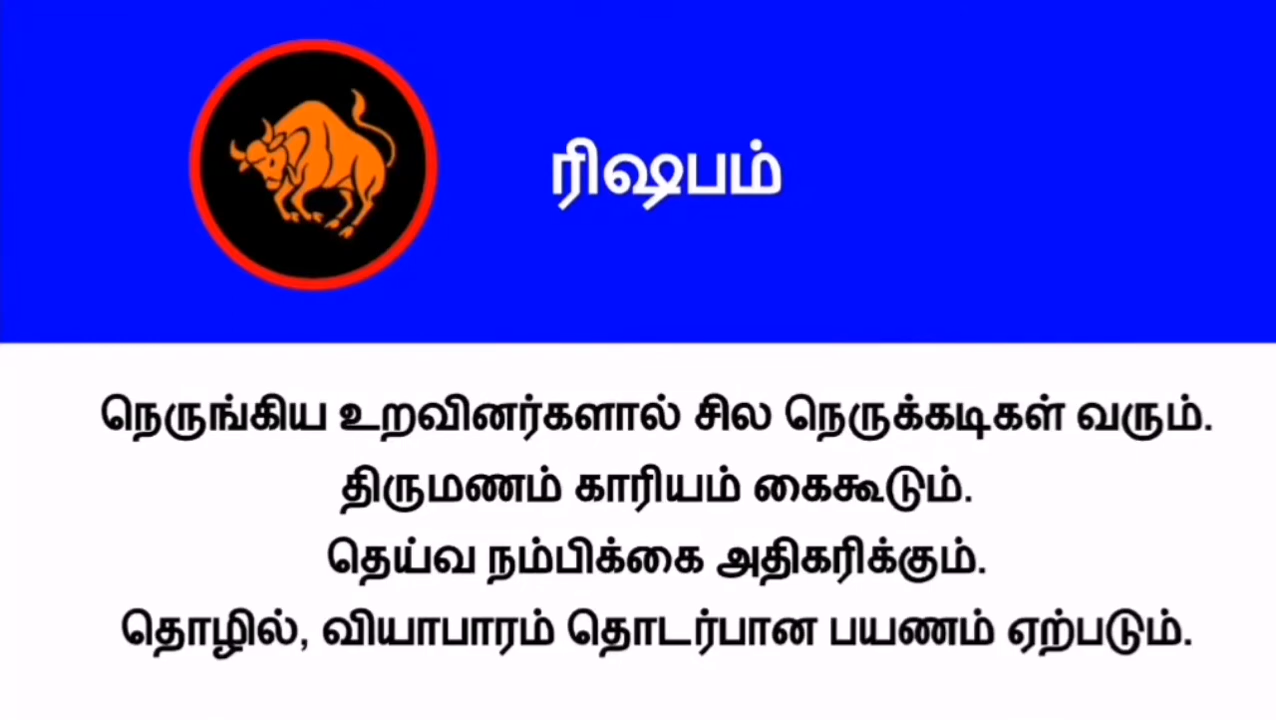 ரிஷபம்
நெருங்கிய உறவினர்களால் சில நெருக்கடிகள் வரும்.
திருமணம் காரியம் கைகூடும்.
தெய்வ நம்பிக்கை அதிகரிக்கும்.
தொழில், வியாபாரம் தொடர்பான பயணம் ஏற்படும்.